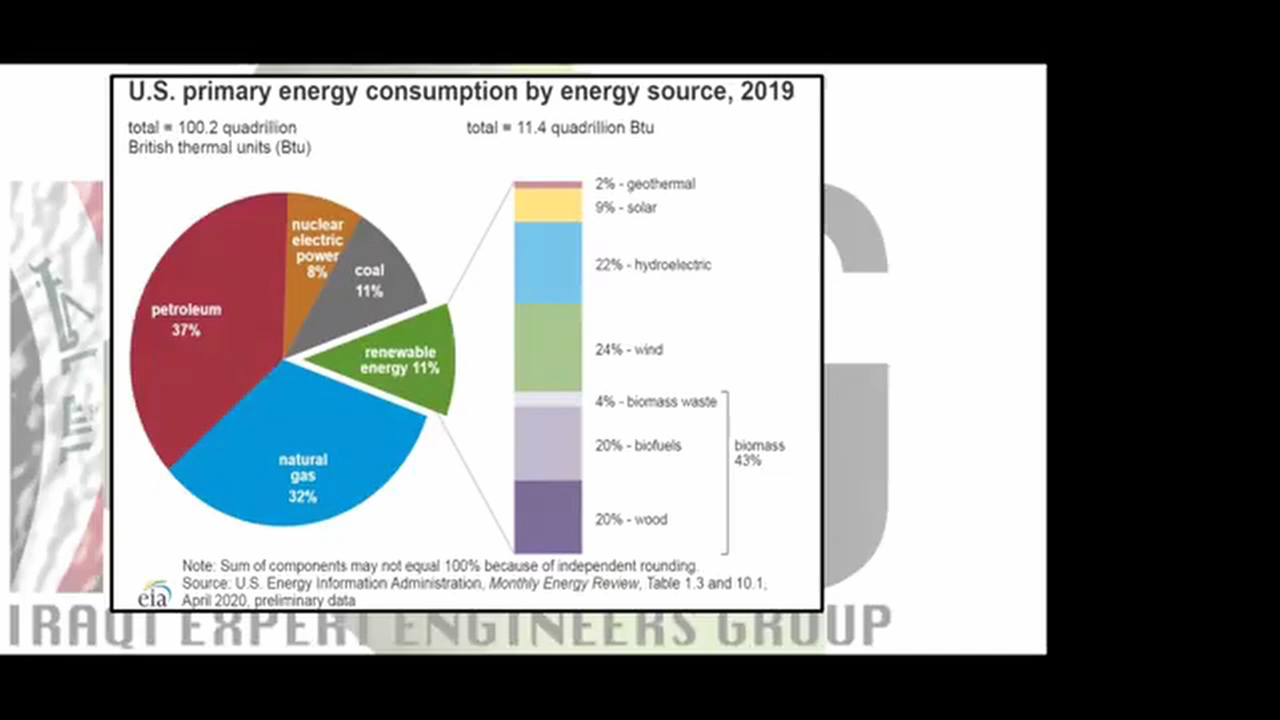 U.S. primary energy consumption by energy source, 2019
total = 100.2 quadrillion
British thermal units (Btu)
total = 11.4 quadrillion Btu
nuclear
electric
power
8%
coal
11%
petroleum
37%
renewable
energy 11%
natural
gas
32%
2% - geothermal
9% - solar
22% - hydroelectric
24% - wind
4% - biomass waste
20% - biofuels
20% - wood
biomass
43%
Note: Sum of components may not equal 100% because of independent rounding.
Source: U.S. Energy Information Administration, Monthly Energy Review, Table 1.3 and 10.1,
April 2020, preliminary data
eia
IRAQI EXPERT ENGINEERS GROUP